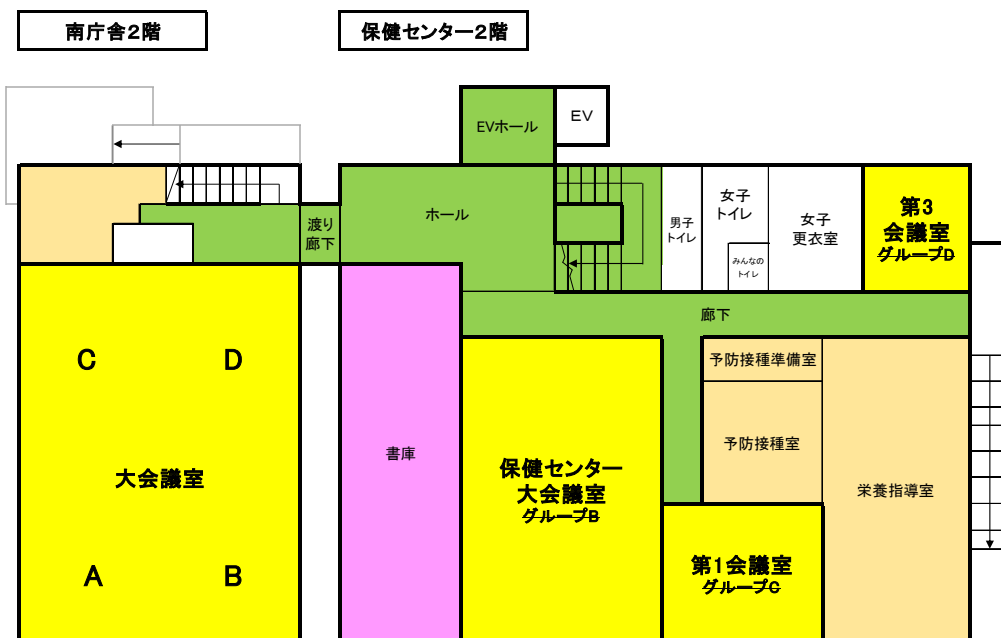 南庁舎2階
保健センター2階
EVホール
EV
渡り
廊下
ホール
男子
トイレ
女子
トイレ
みんなの
トイレ
女子
更衣室
第3
会議室
グループD
廊下
C
D
大会議室
A
B
書庫
保健センター
大会議室
グループB
予防接種準備室
予防接種室
栄養指導室
第1会議室
グループC